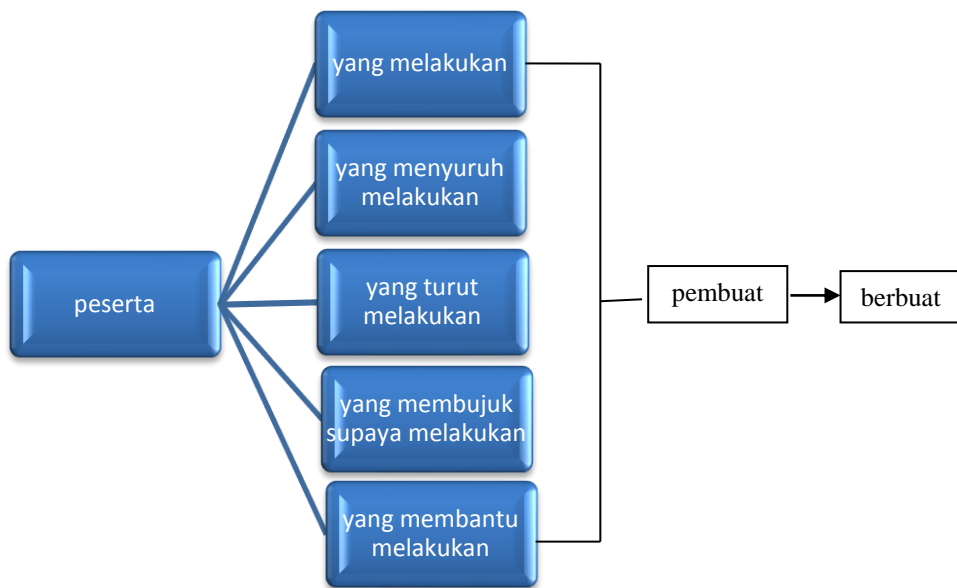 peserta
yang melakukan
yang menyuruh
melakukan
yang turut
melakukan
yang membujuk
supaya melakukan
yang membantu
melakukan
pembuat
berbuat